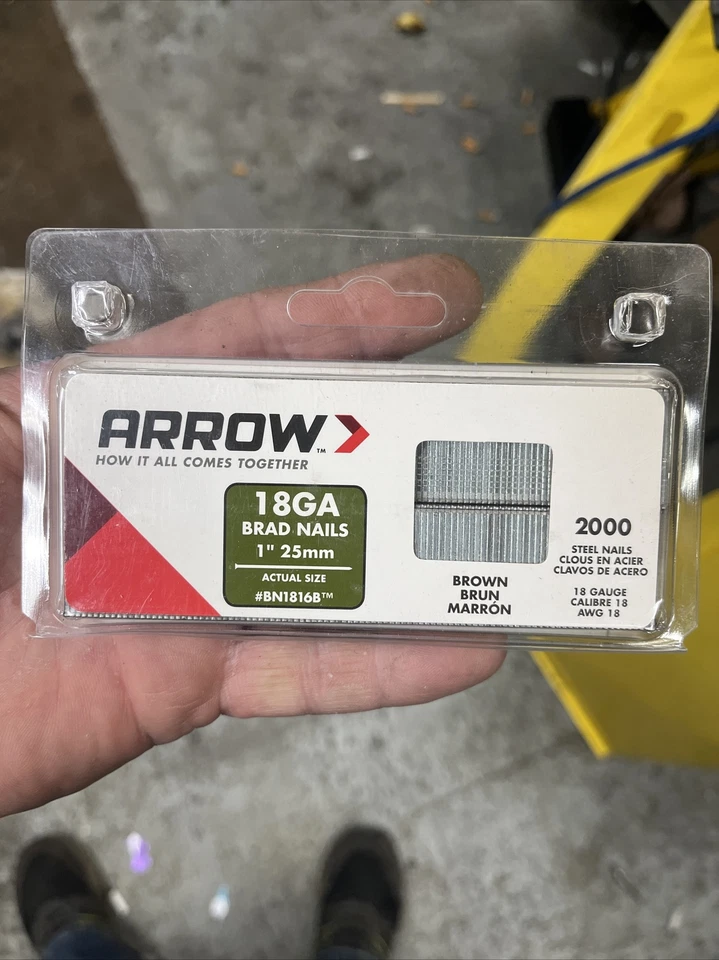 ARROW™
HOW IT ALL COMES TOGETHER
18GA
BRAD NAILS
1" 25mm
ACTUAL SIZE
#BN1816B™
BROWN
BRUN
MARRÓN
2000
STEEL NAILS
CLOUS EN ACIER
CLAVOS DE ACERO
18 GAUGE
CALIBRE 18
AWG 18